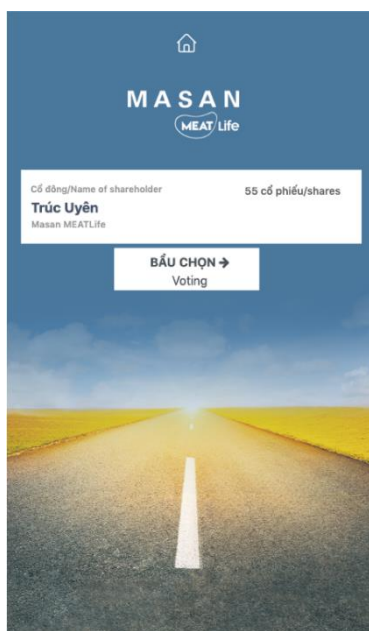 MASAN
MEAT Life
Cổ đông/Name of shareholder
55 cổ phiếu/shares
Trúc Uyên
Masan MEATLife
BẦU CHỌN →
Voting